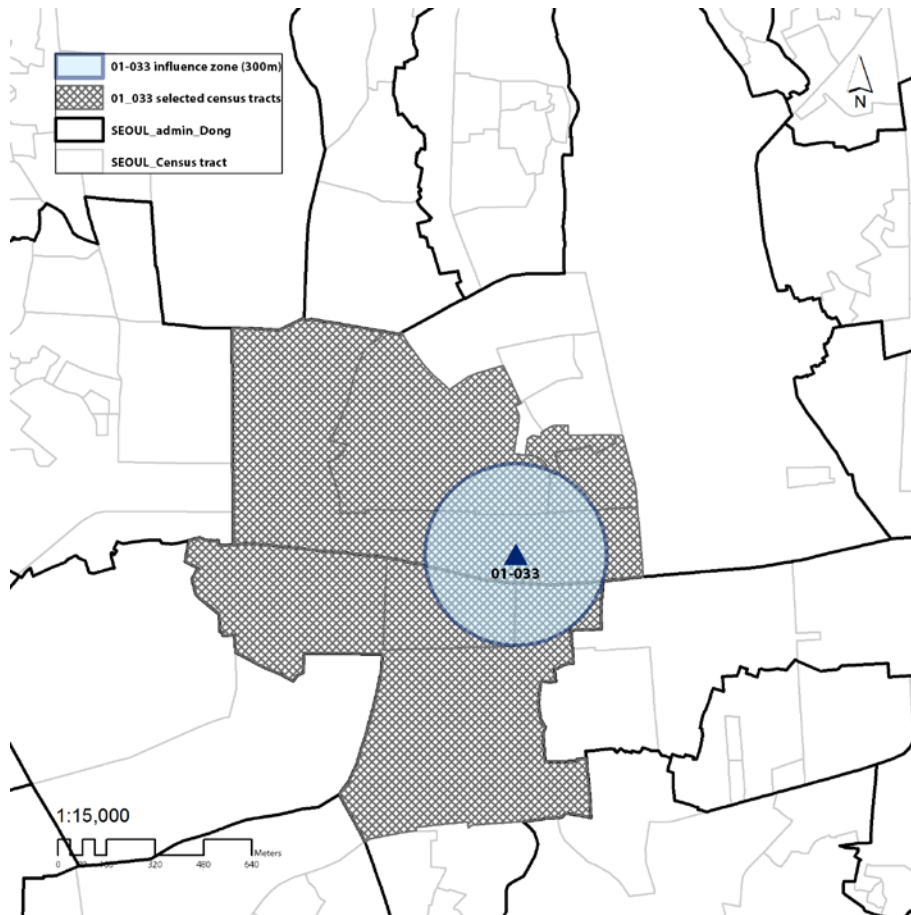 01-033 influence zone (300m)
01_033 selected census tracts
SEOUL_admin_Dong
SEOUL_Census tract
N
01-033
1:15,000
Meters
0
320
480
640